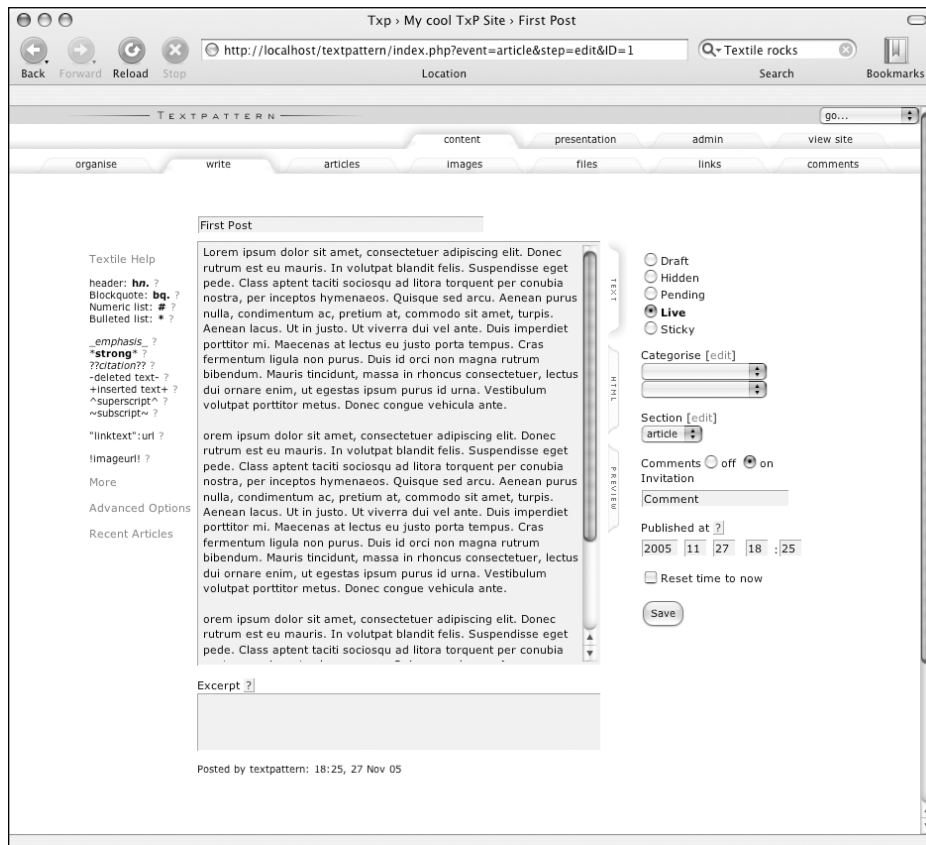 Txp › My cool TxP Site › First Post
http://localhost/textpattern/index.php?event=article&step=edit&ID=1
Textile rocks
Back Forward Reload Stop Location Search Bookmarks
TEXTPATTERN
go...
content presentation admin view site
organise write articles images files links comments
First Post
Textile Help
header: hn. ?
Blockquote: bq. ?
Numeric list: # ?
Bulleted list: * ?
_emphasis_ ?
*strong* ?
??citation?? ?
-deleted text- ?
+inserted text+ ?
^superscript^ ?
~subscript~ ?
"linktext":url ?
!imageurl! ?
More
Advanced Options
Recent Articles
Lorem ipsum dolor sit amet, consectetuer adipiscing elit. Donec
rutrum est eu mauris. In volutpat blandit felis. Suspendisse eget
pede. Class aptent taciti sociosqu ad litora torquent per conubia
nostra, per inceptos hymenaeos. Quisque sed arcu. Aenean purus
nulla, condimentum ac, pretium at, commodo sit amet, turpis.
Aenean lacus. Ut in justo. Ut viverra dui vel ante. Duis imperdiet
porttitor mi. Maecenas at lectus eu justo porta tempus. Cras
fermentum ligula non purus. Duis id orci non magna rutrum
bibendum. Mauris tincidunt, massa in rhoncus consectetuer, lectus
dui ornare enim, ut egestas ipsum purus id urna. Vestibulum
volutpat porttitor metus. Donec congue vehicula ante.
orem ipsum dolor sit amet, consectetuer adipiscing elit. Donec
rutrum est eu mauris. In volutpat blandit felis. Suspendisse eget
pede. Class aptent taciti sociosqu ad litora torquent per conubia
nostra, per inceptos hymenaeos. Quisque sed arcu. Aenean purus
nulla, condimentum ac, pretium at, commodo sit amet, turpis.
Aenean lacus. Ut in justo. Ut viverra dui vel ante. Duis imperdiet
porttitor mi. Maecenas at lectus eu justo porta tempus. Cras
fermentum ligula non purus. Duis id orci non magna rutrum
bibendum. Mauris tincidunt, massa in rhoncus consectetuer, lectus
dui ornare enim, ut egestas ipsum purus id urna. Vestibulum
volutpat porttitor metus. Donec congue vehicula ante.
orem ipsum dolor sit amet, consectetuer adipiscing elit. Donec
rutrum est eu mauris. In volutpat blandit felis. Suspendisse eget
pede. Class aptent taciti sociosqu ad litora torquent per conubia
TEXT
HTML
PREVIEW
Draft
Hidden
Pending
Live
Sticky
Categorise [edit]
Section [edit]
article
Comments off on
Invitation
Comment
Published at ?
2005 11 27 18 : 25
Reset time to now
Save
Excerpt ?
Posted by textpattern: 18:25, 27 Nov 05